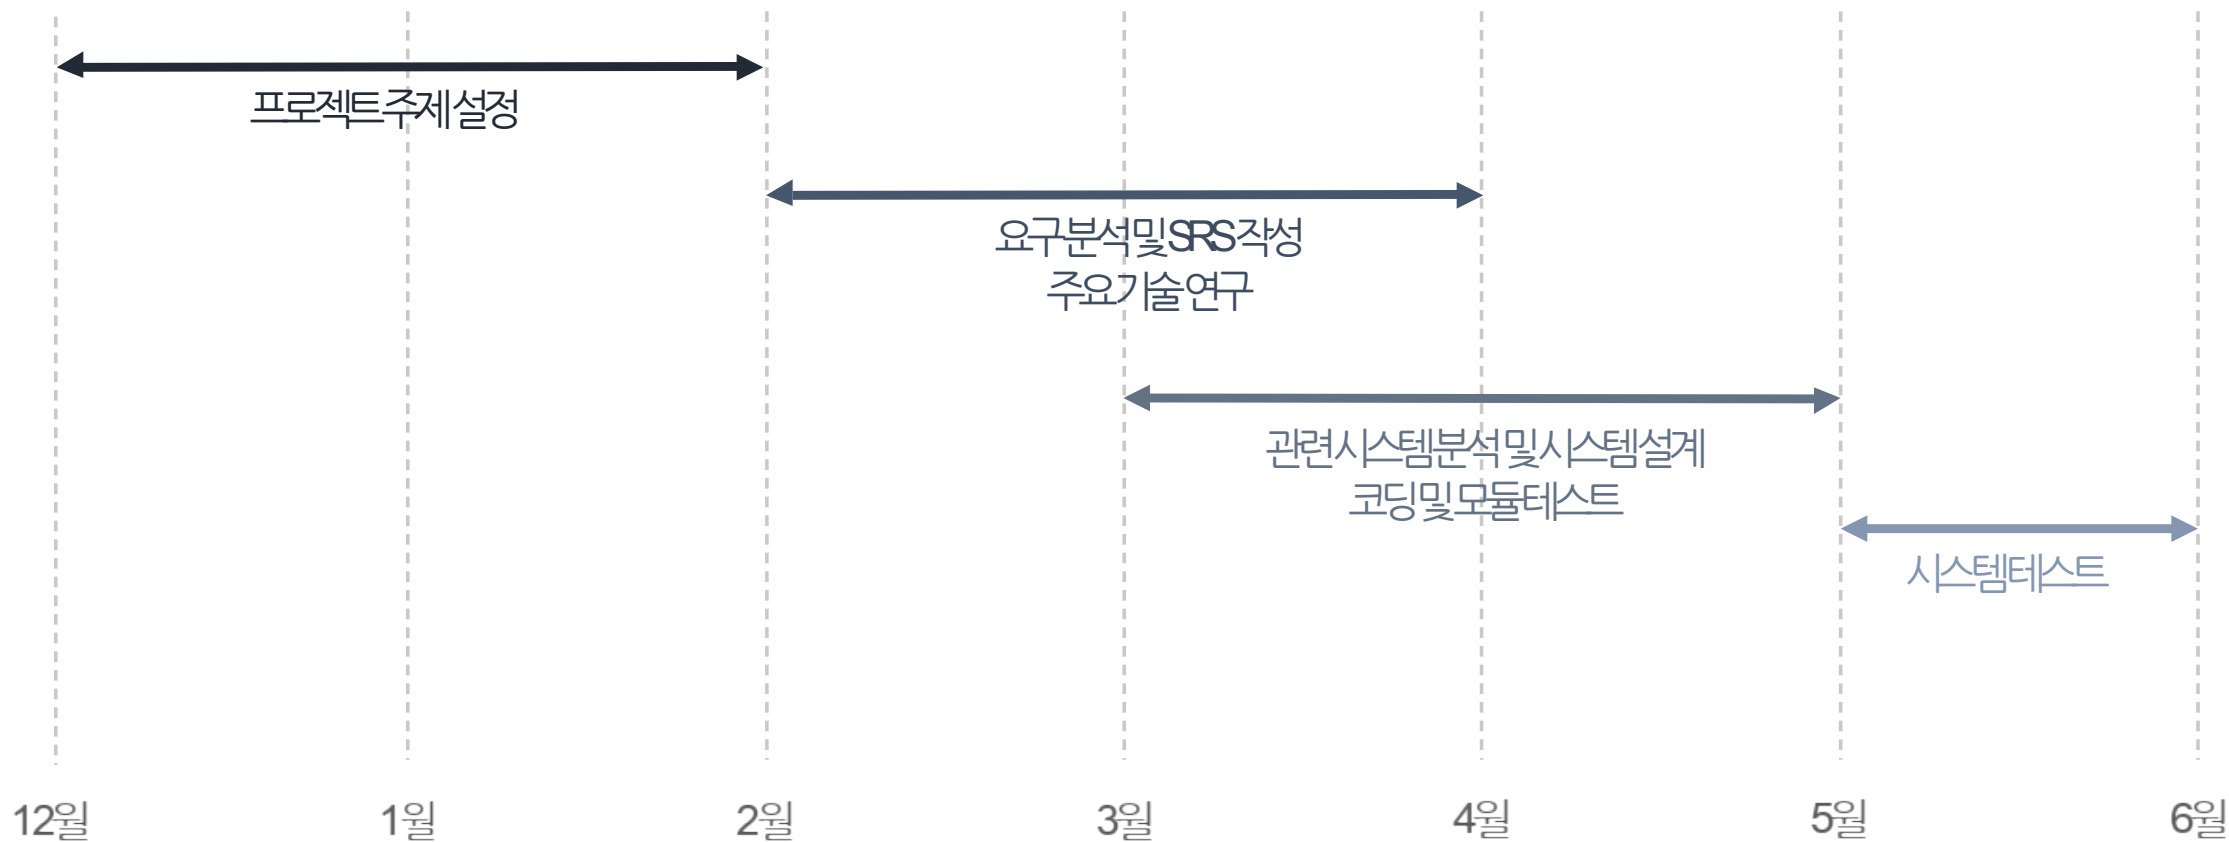 프로젝트 주제 설정
요구분석 및 SRS 작성
주요 기술 연구
관련 시스템 분석 및 시스템 설계
코딩 및 모듈 테스트
시스템 테스트
12월 1월 2월 3월 4월 5월 6월